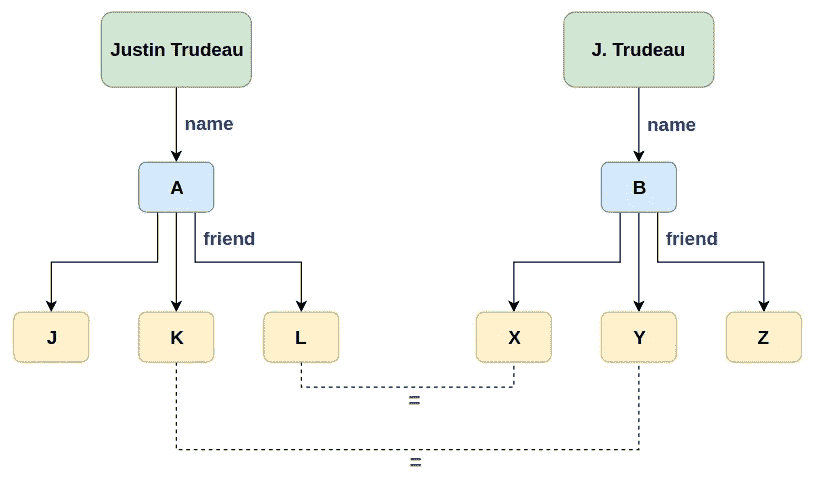 Justin Trudeau
J. Trudeau
name
name
A
B
friend
friend
J
K
L
X
Y
Z
=
=